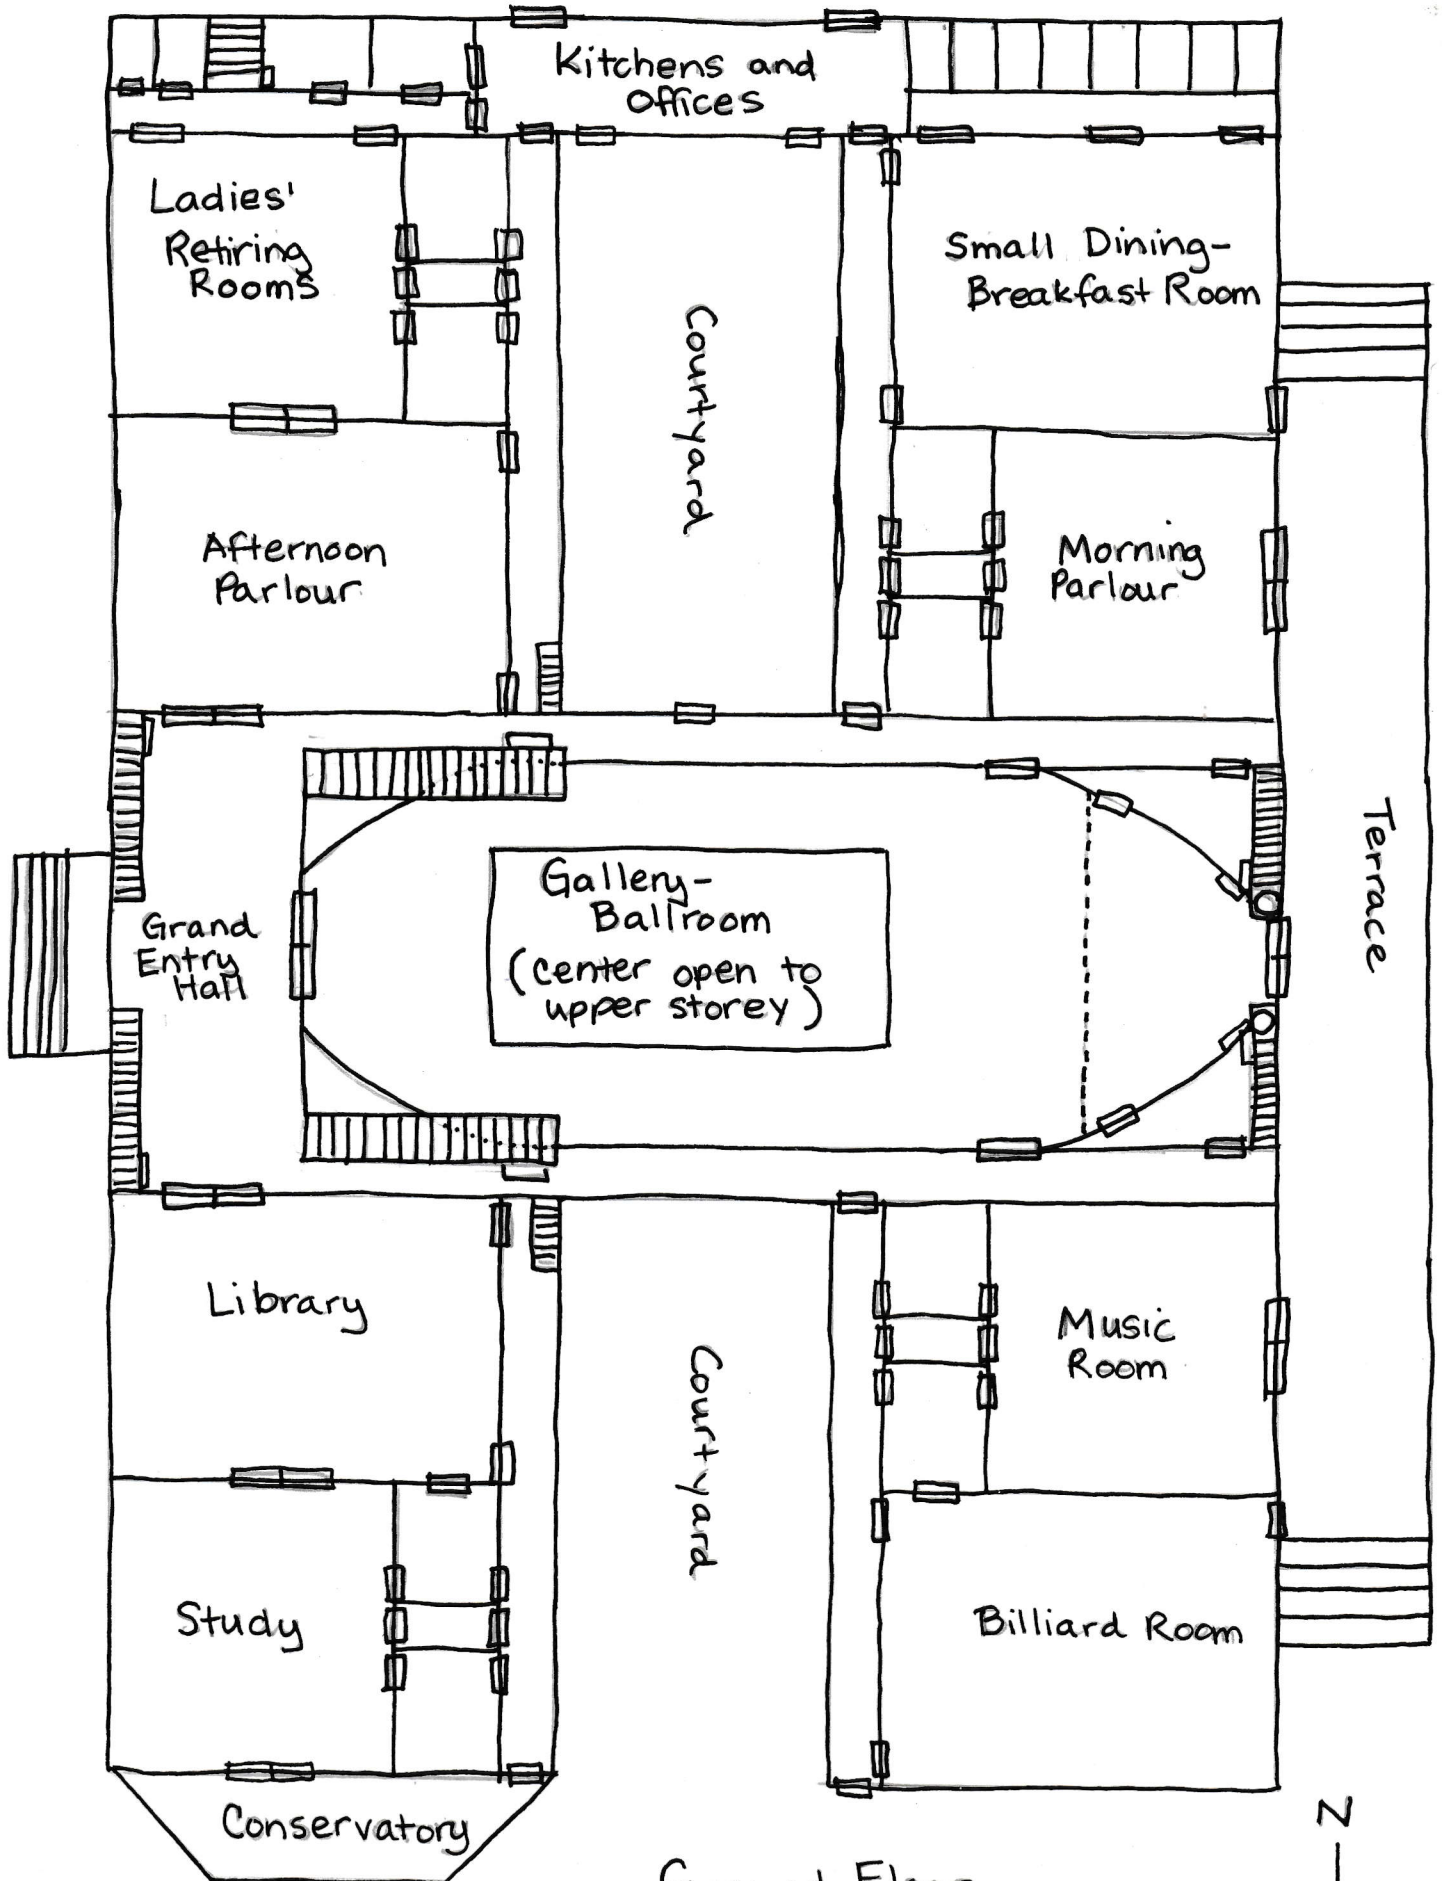 Kitchens and
Offices
Ladies'
Retiring
Rooms
Small Dining-
Breakfast Room
Courtyard
Afternoon
Parlour
Morning
Parlour
Terrace
Grand
Entry
Hall
Gallery-
Ballroom
(center open to
upper storey)
Library
Music
Room
Courtyard
Study
Billiard Room
Conservatory
N